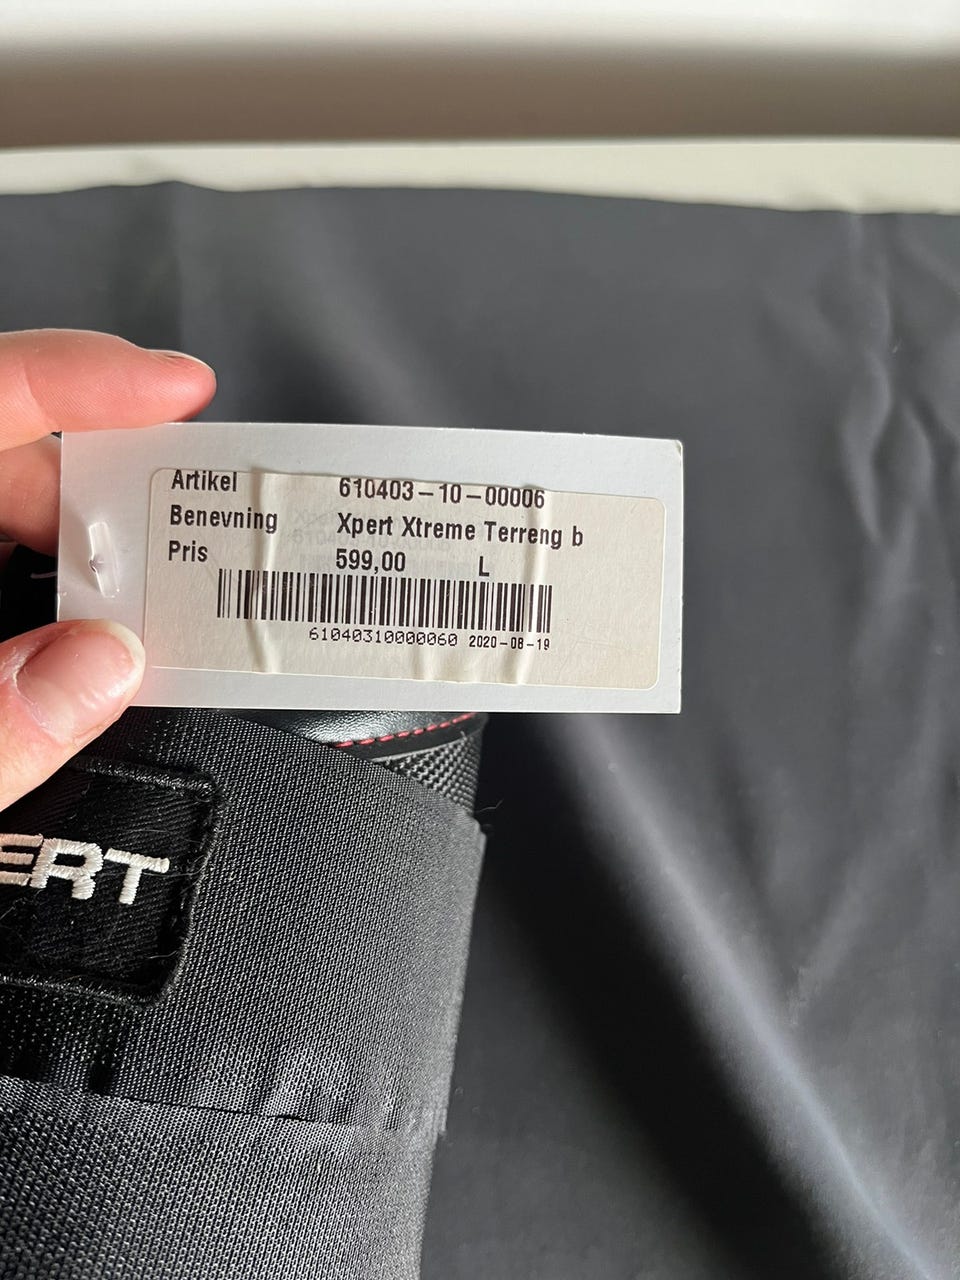 Artikel 610403-10-00006
Benevning Xpert Xtreme Terreng b
Pris 599,00 L
61040310000060 2020-08-19
ERT